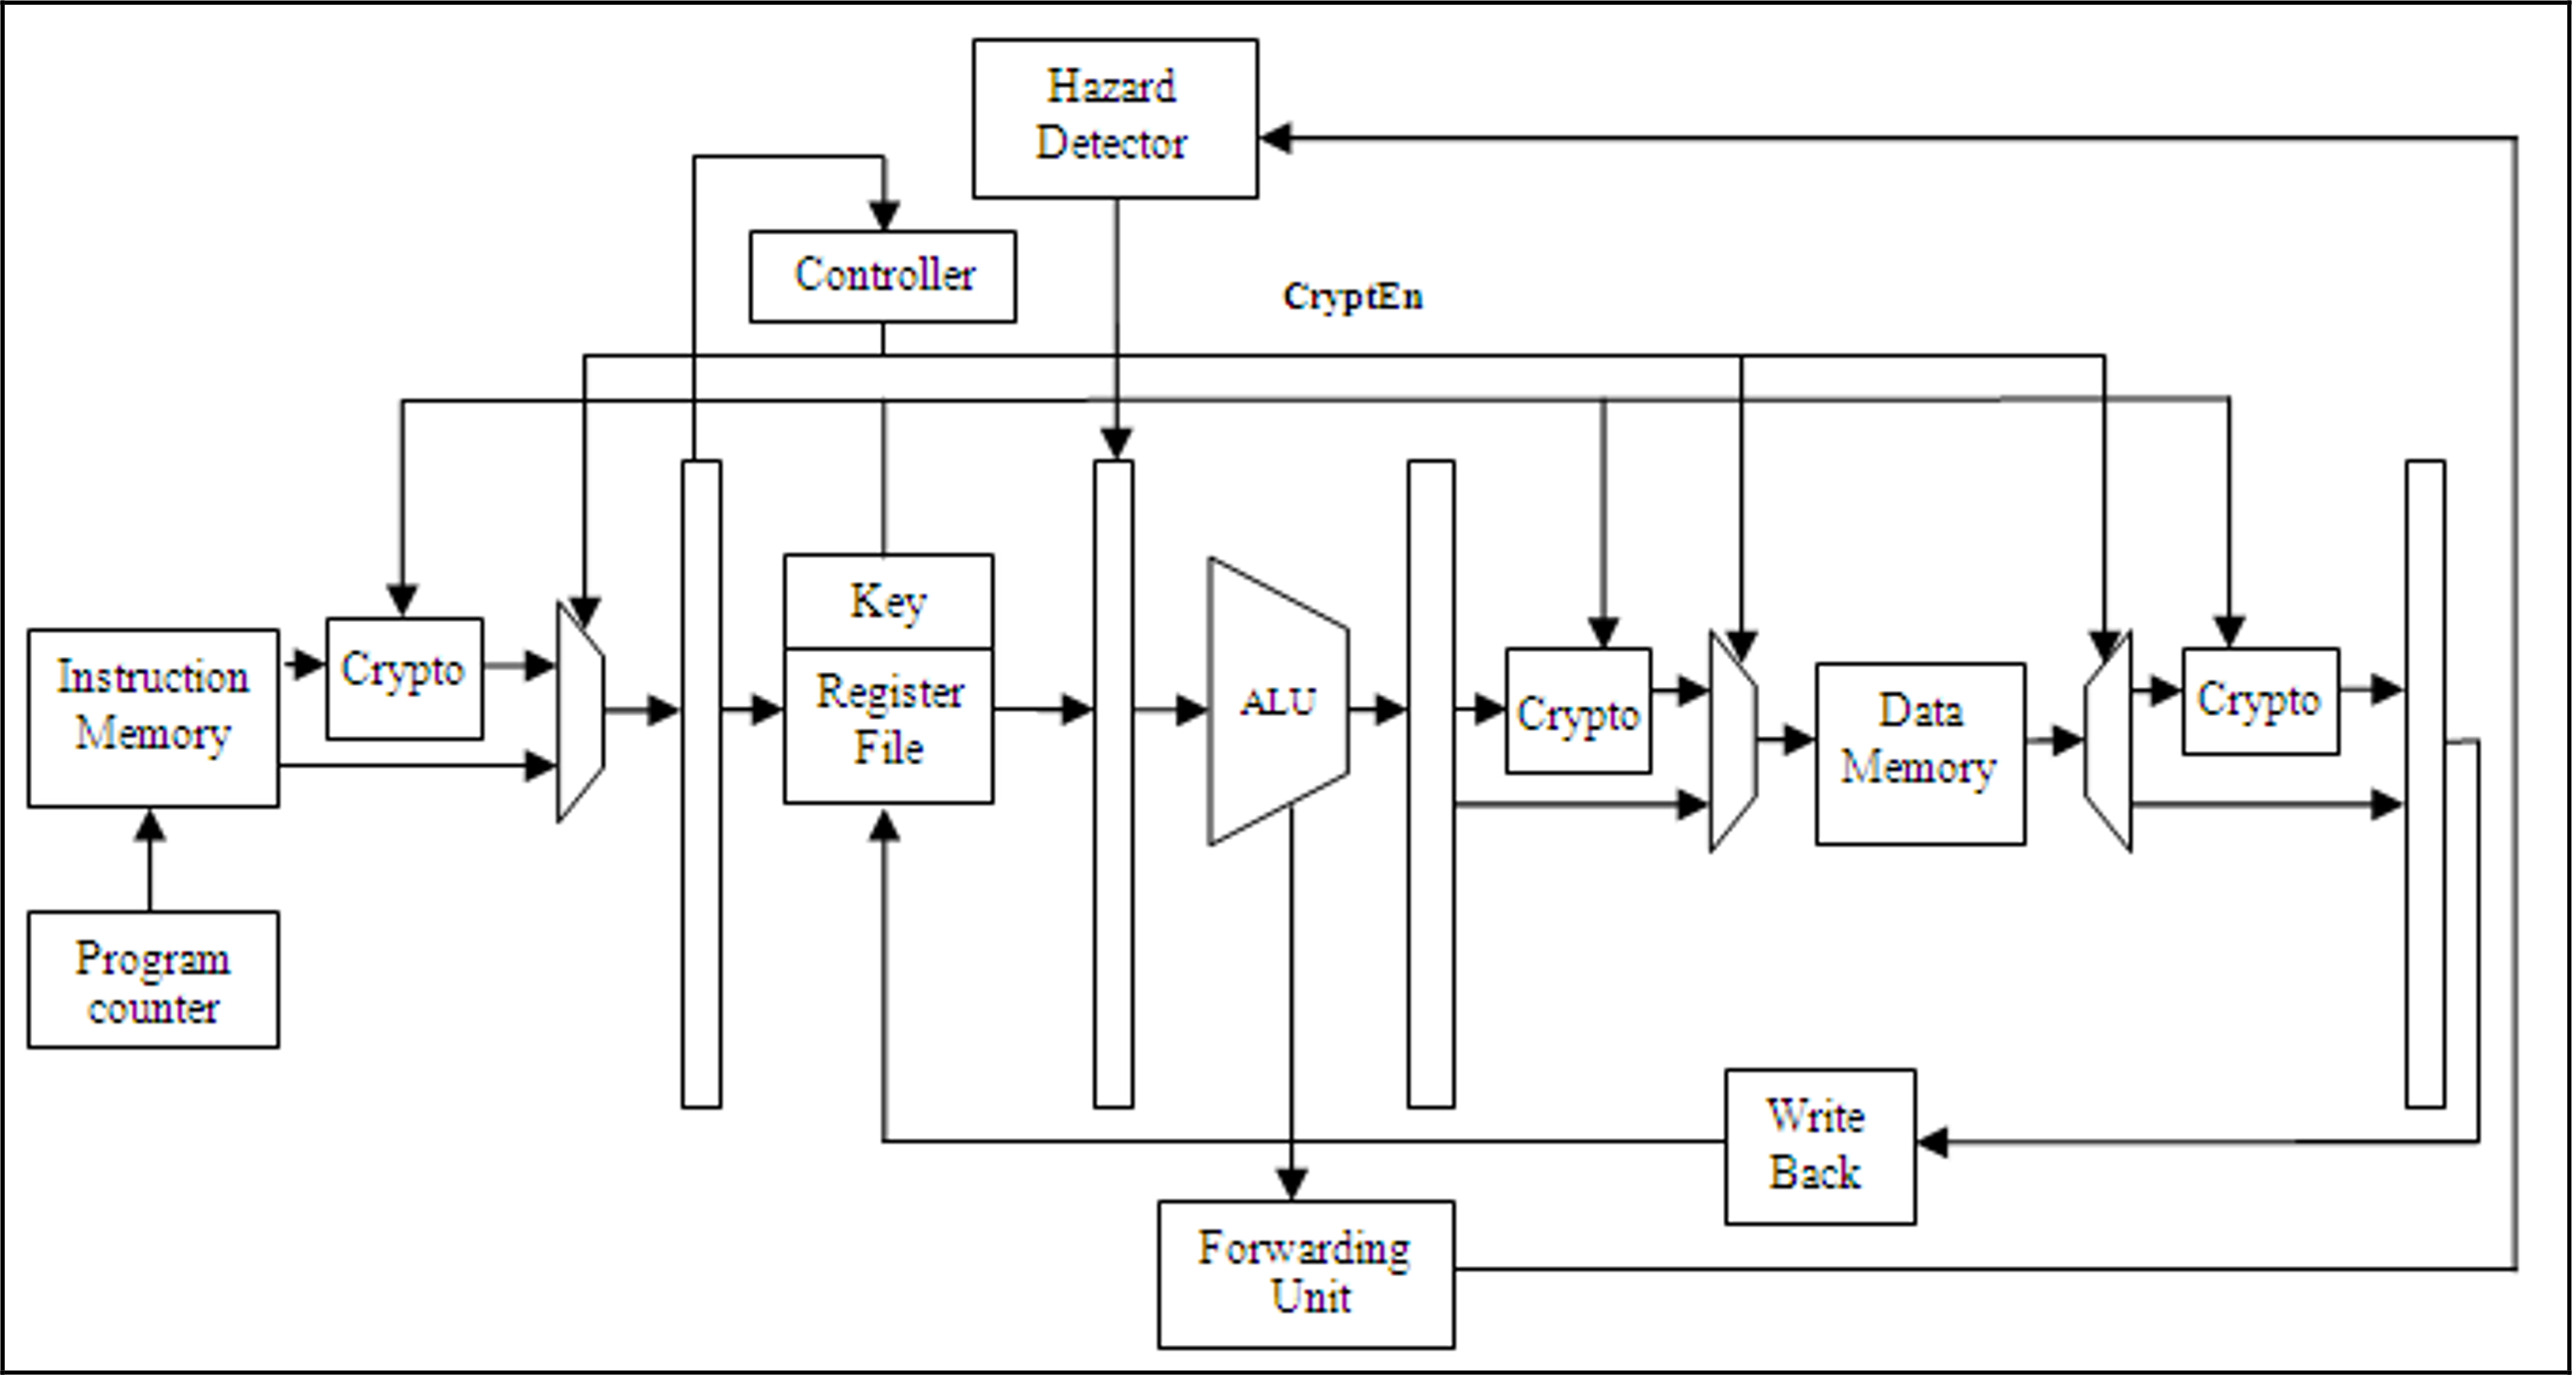 Hazard
Detector
Controller
CryptEn
Key
Register
File
Instruction
Memory
Crypto
ALU
Crypto
Data
Memory
Crypto
Program
counter
Write
Back
Forwarding
Unit